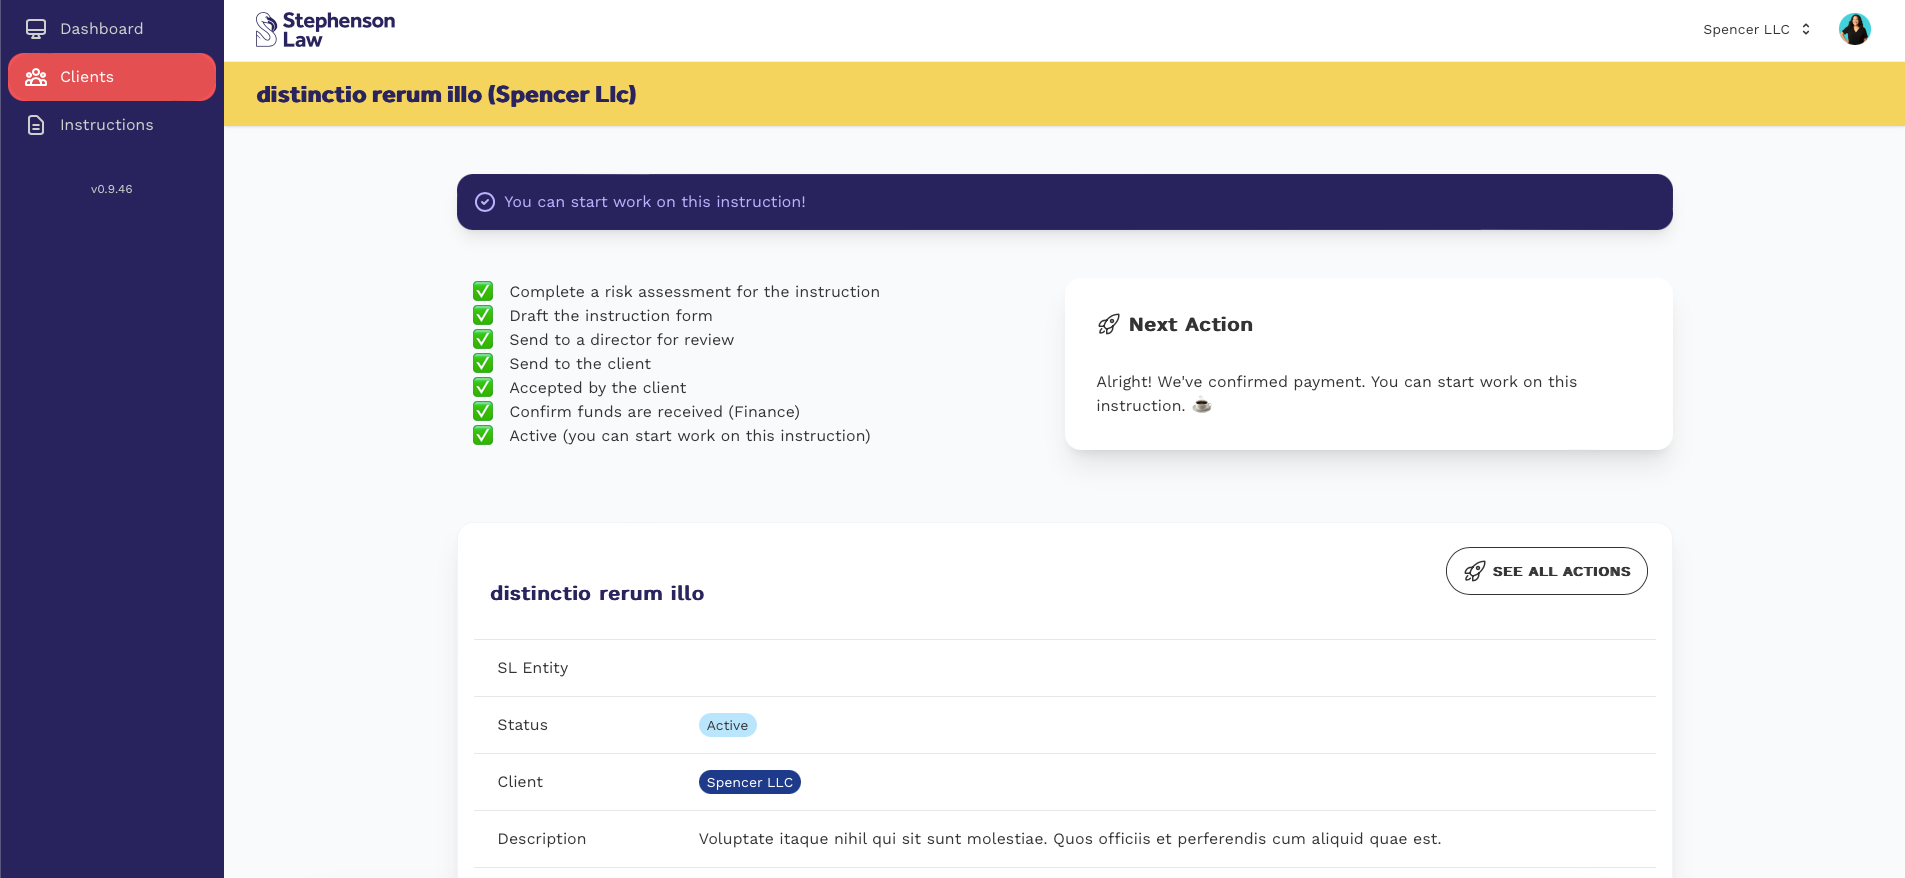 Dashboard
Clients
Instructions
v0.9.46
Stephenson
Law
Spencer LLC
distinctio rerum illo (Spencer Llc)
You can start work on this instruction!
Complete a risk assessment for the instruction
Draft the instruction form
Send to a director for review
Send to the client
Accepted by the client
Confirm funds are received (Finance)
Active (you can start work on this instruction)
Next Action
Alright! We've confirmed payment. You can start work on this
instruction. ☕
distinctio rerum illo
SEE ALL ACTIONS
SL Entity
Status Active
Client Spencer LLC
Description Voluptate itaque nihil qui sit sunt molestiae. Quos officiis et perferendis cum aliquid quae est.